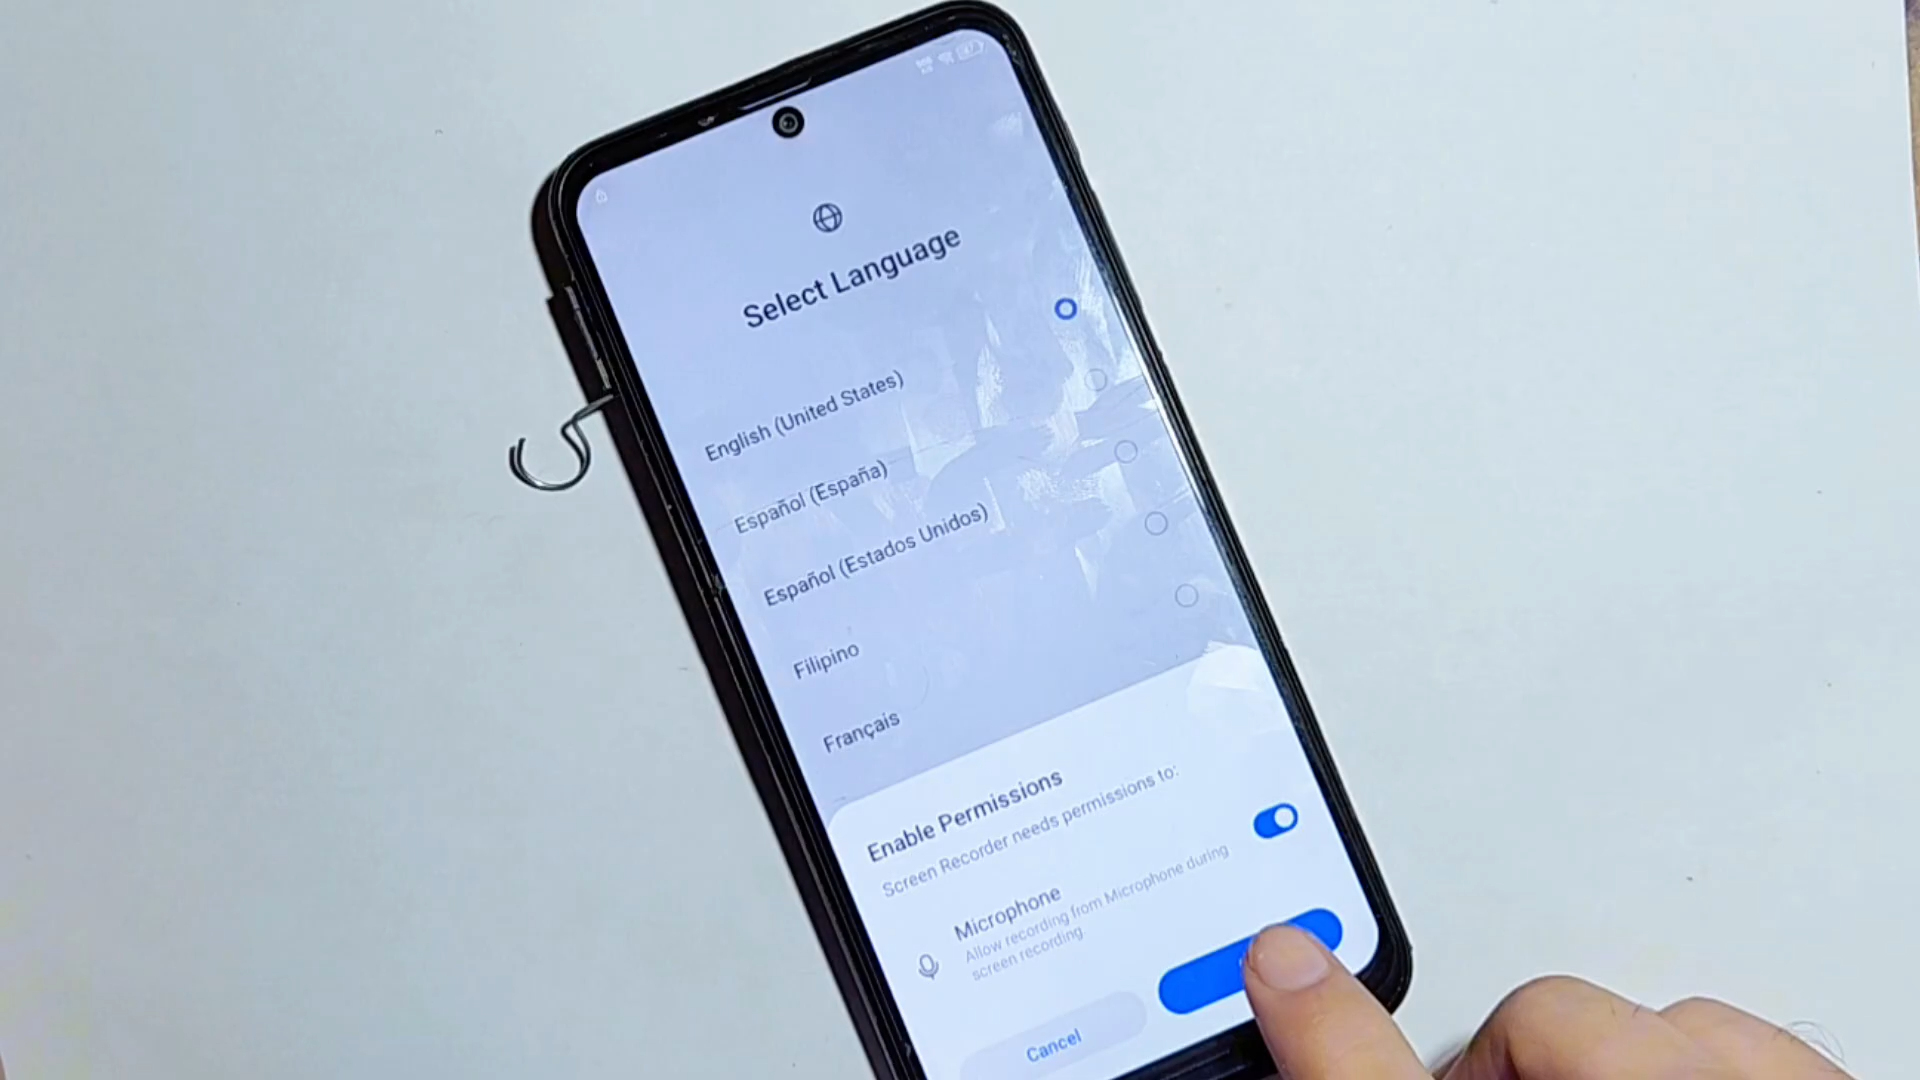 Select Language
English (United States)
Español (España)
Español (Estados Unidos)
Filipino
Français
Enable Permissions
Screen Recorder needs permissions to:
Microphone
Allow recording from Microphone during
screen recording
Cancel